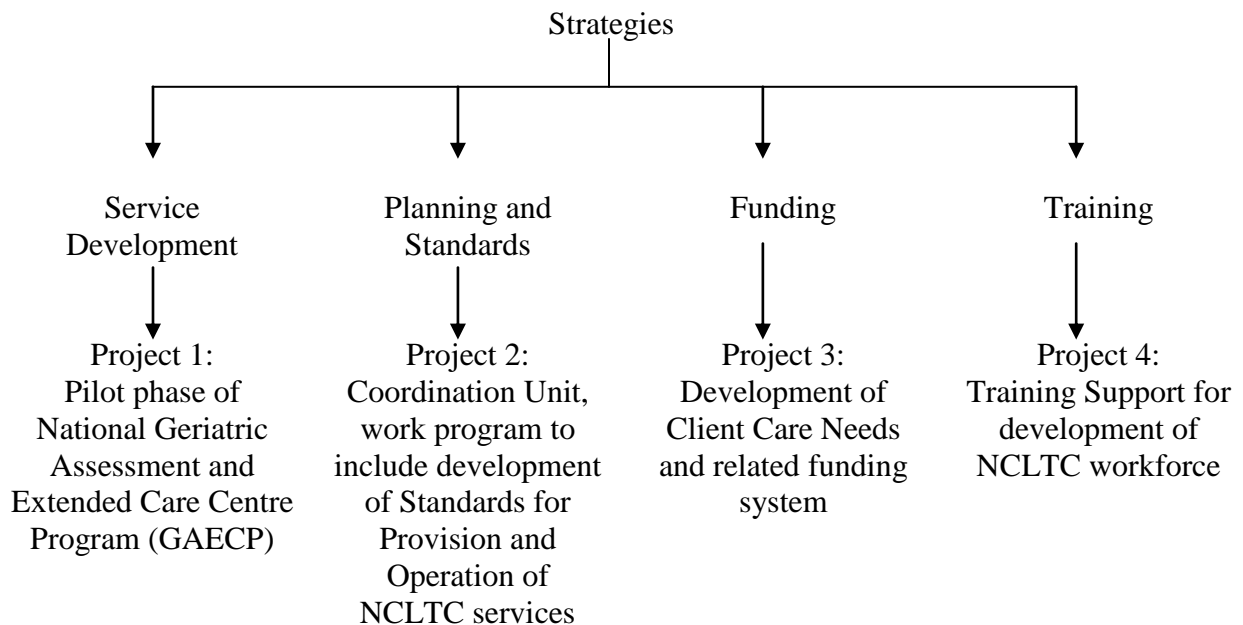 Strategies
Service
Development
Planning and
Standards
Funding
Training
Project 1:
Pilot phase of
National Geriatric
Assessment and
Extended Care Centre
Program (GAECP)
Project 2:
Coordination Unit,
work program to
include development
of Standards for
Provision and
Operation of
NCLTC services
Project 3:
Development of
Client Care Needs
and related funding
system
Project 4:
Training Support for
development of
NCLTC workforce